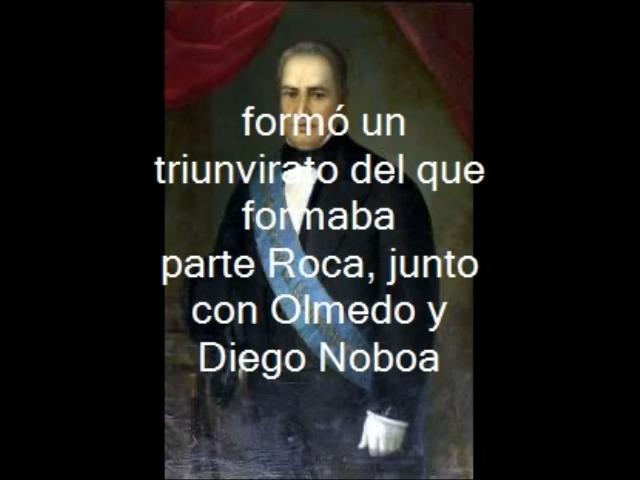 formó un
triunvirato del que
formaba
parte Roca, junto
con Olmedo y
Diego Noboa